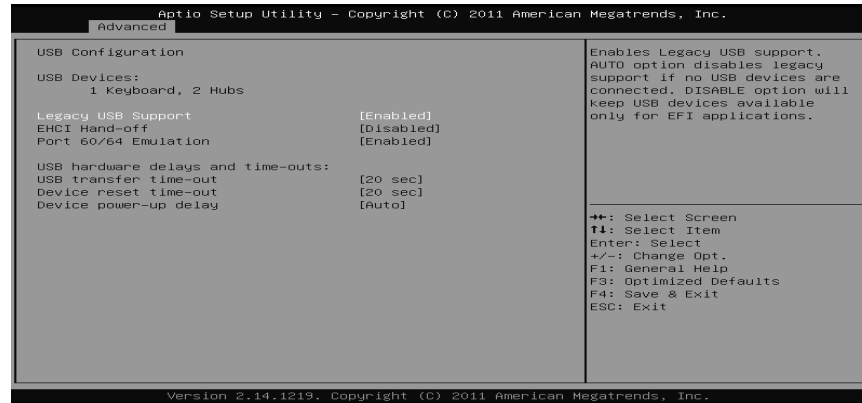 Aptio Setup Utility – Copyright (C) 2011 American Megatrends, Inc.
Advanced
USB Configuration
USB Devices:
1 Keyboard, 2 Hubs
Legacy USB Support [Enabled]
EHCI Hand-off [Disabled]
Port 60/64 Emulation [Enabled]
USB hardware delays and time-outs:
USB transfer time-out [20 sec]
Device reset time-out [20 sec]
Device power-up delay [Auto]
Enables Legacy USB support.
AUTO option disables legacy
support if no USB devices are
connected. DISABLE option will
keep USB devices available
only for EFI applications.
→←: Select Screen
↑↓: Select Item
Enter: Select
+/-: Change Opt.
F1: General Help
F3: Optimized Defaults
F4: Save & Exit
ESC: Exit
Version 2.14.1219. Copyright (C) 2011 American Megatrends, Inc.